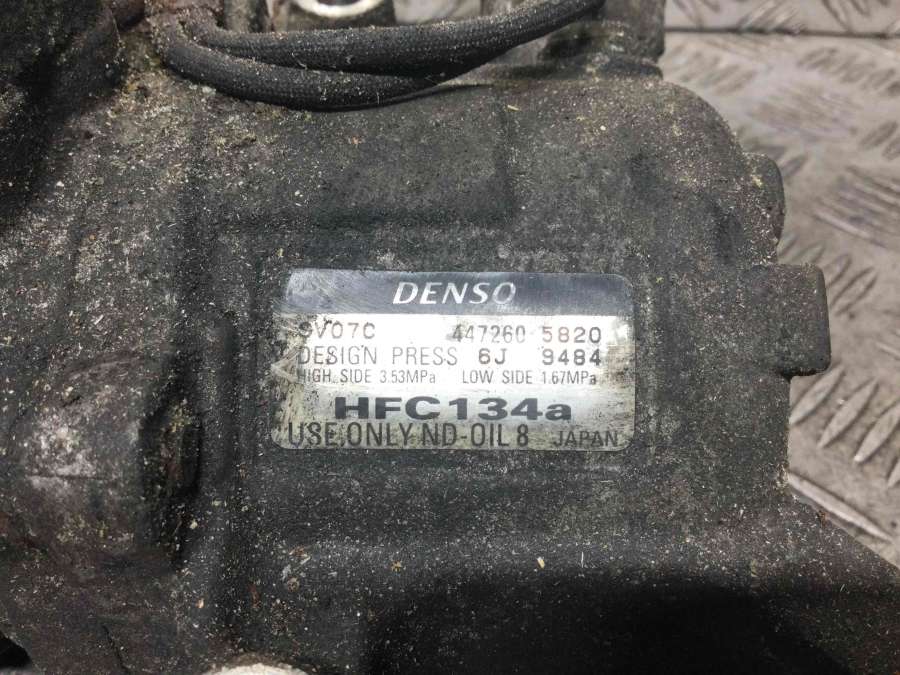 DENSO
SV07C 447260 5820
DESIGN PRESS 6J 9484
HIGH SIDE 3.53MPa LOW SIDE 1.67MPa
HFC134a
USE ONLY ND-OIL 8 JAPAN